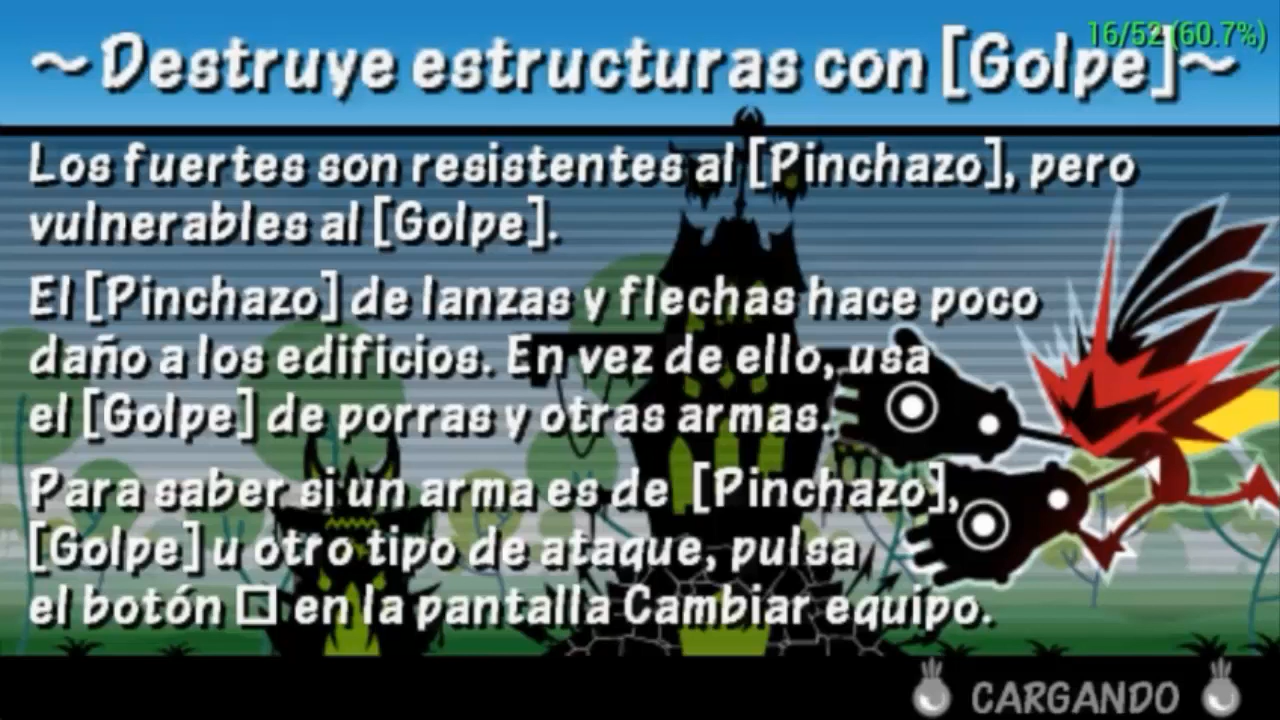 16/52 (60.7%)
~Destruye estructuras con [Golpe]~
Los fuertes son resistentes al [Pinchazo], pero
vulnerables al [Golpe].
El [Pinchazo] de lanzas y flechas hace poco
daño a los edificios. En vez de ello, usa
el [Golpe] de porras y otras armas.
Para saber si un arma es de [Pinchazo],
[Golpe] u otro tipo de ataque, pulsa
el botón □ en la pantalla Cambiar equipo.
CARGANDO